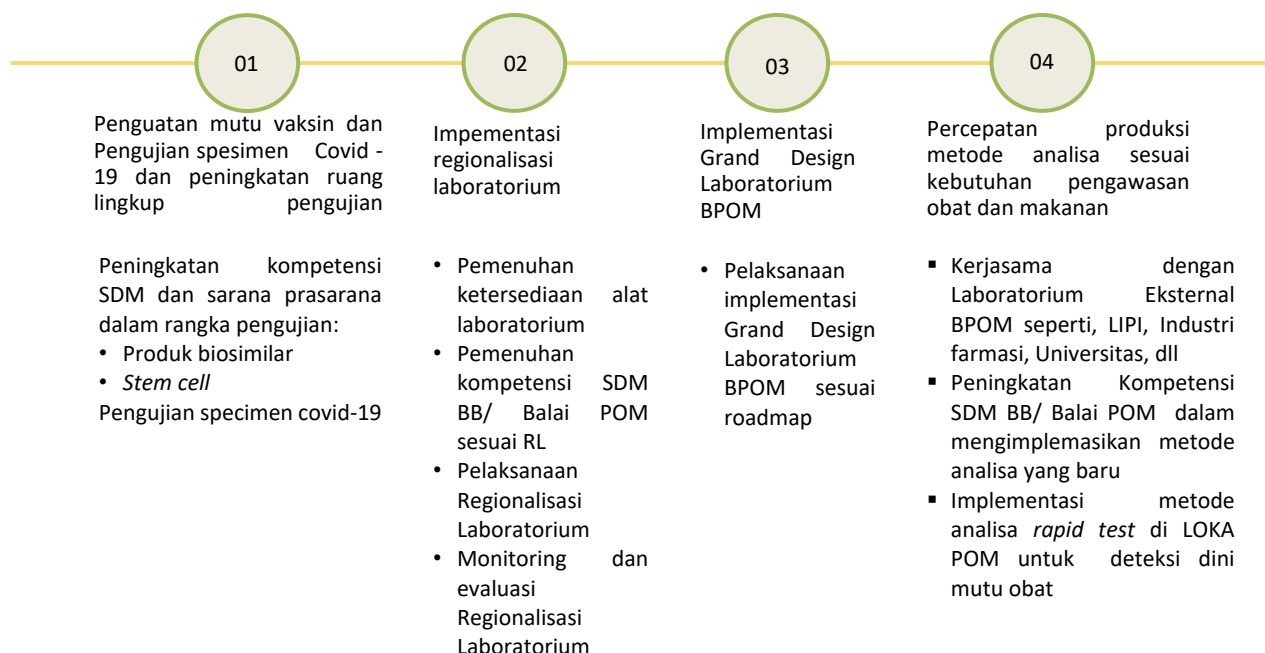 01
Penguatan mutu vaksin dan
Pengujian spesimen Covid -
19 dan peningkatan ruang
lingkup pengujian
Peningkatan kompetensi
SDM dan sarana prasarana
dalam rangka pengujian:
• Produk biosimilar
• Stem cell
Pengujian specimen covid-19
02
Impementasi
regionalisasi
laboratorium
• Pemenuhan
ketersediaan alat
laboratorium
• Pemenuhan
kompetensi SDM
BB/ Balai POM
sesuai RL
• Pelaksanaan
Regionalisasi
Laboratorium
• Monitoring dan
evaluasi
Regionalisasi
Laboratorium
03
Implementasi
Grand Design
Laboratorium
BPOM
• Pelaksanaan
implementasi
Grand Design
Laboratorium
BPOM sesuai
roadmap
04
Percepatan produksi
metode analisa sesuai
kebutuhan pengawasan
obat dan makanan
▪ Kerjasama dengan
Laboratorium Eksternal
BPOM seperti, LIPI, Industri
farmasi, Universitas, dll
▪ Peningkatan Kompetensi
SDM BB/ Balai POM dalam
mengimplemasikan metode
analisa yang baru
▪ Implementasi metode
analisa rapid test di LOKA
POM untuk deteksi dini
mutu obat